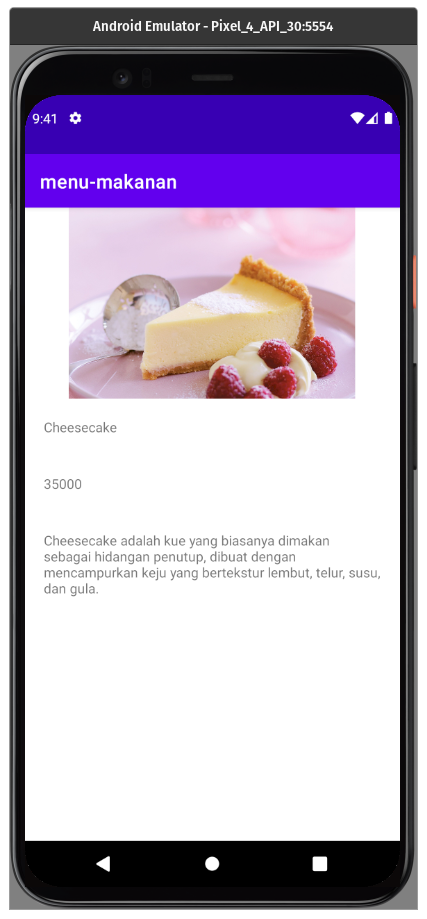 Android Emulator - Pixel_4_API_30:5554
9:41
menu-makanan
Cheesecake
35000
Cheesecake adalah kue yang biasanya dimakan
sebagai hidangan penutup, dibuat dengan
mencampurkan keju yang bertekstur lembut, telur, susu,
dan gula.